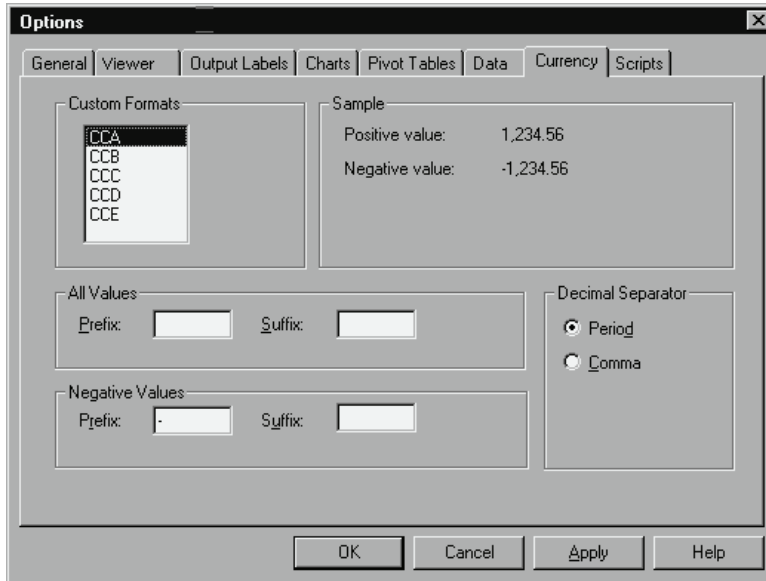 Options
General Viewer Output Labels Charts Pivot Tables Data Currency Scripts
Custom Formats
CCA
CCB
CCC
CCD
CCE
Sample
Positive value: 1,234.56
Negative value: -1,234.56
All Values
Prefix: Suffix:
Negative Values
Prefix: - Suffix:
Decimal Separator
Period
Comma
OK Cancel Apply Help